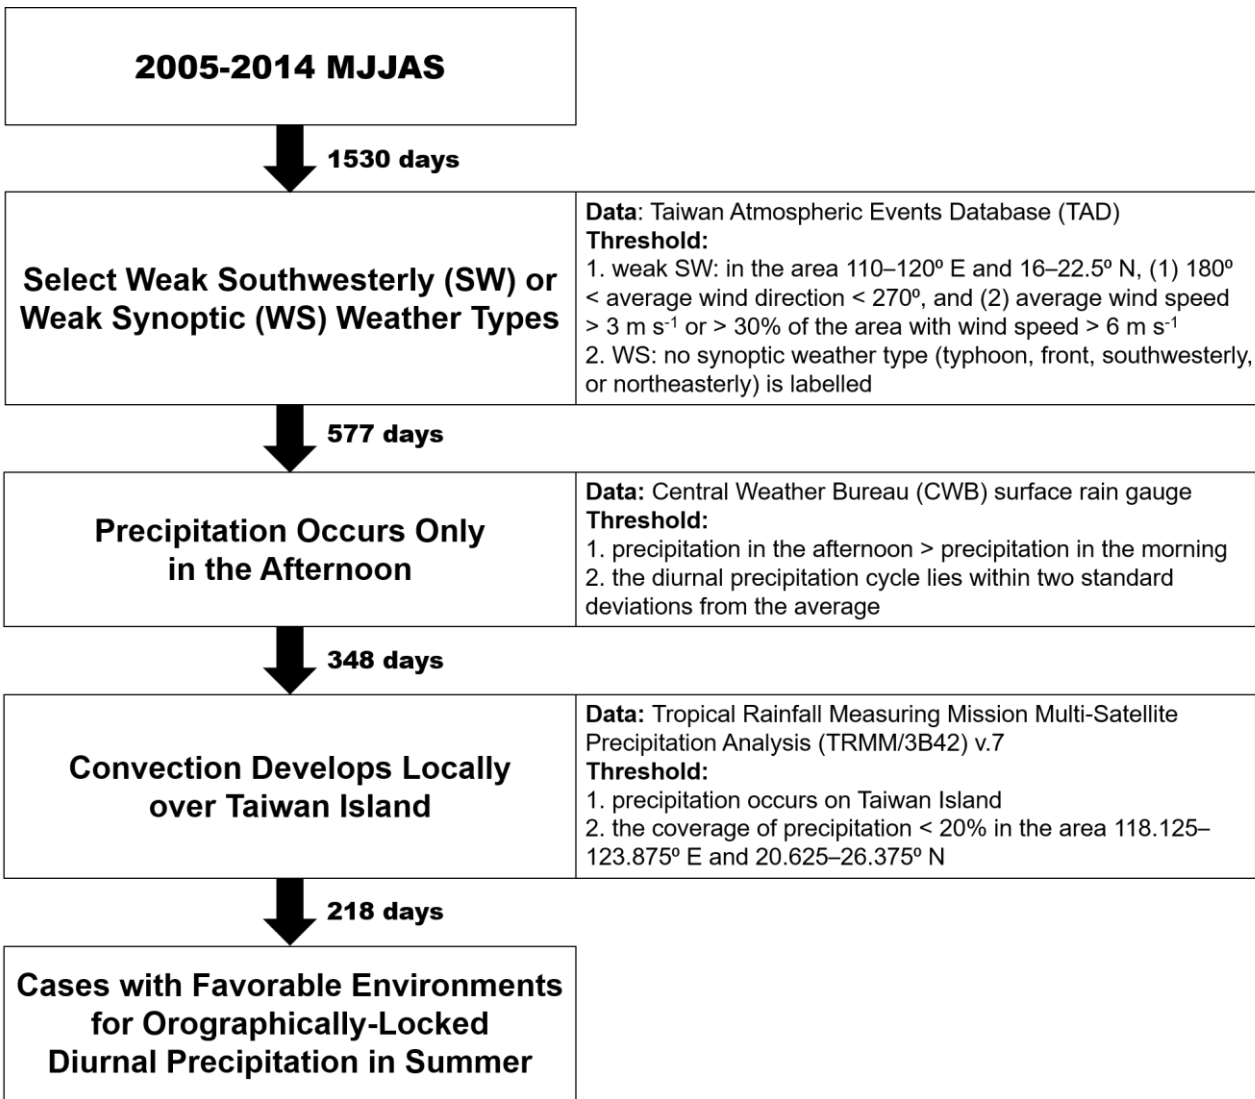 2005-2014 MJJAS
1530 days
Select Weak Southwesterly (SW) or
Weak Synoptic (WS) Weather Types
Data: Taiwan Atmospheric Events Database (TAD)
Threshold:
1. weak SW: in the area 110–120º E and 16–22.5º N, (1) 180º
< average wind direction < 270º, and (2) average wind speed
> 3 m s⁻¹ or > 30% of the area with wind speed > 6 m s⁻¹
2. WS: no synoptic weather type (typhoon, front, southwesterly,
or northeasterly) is labelled
577 days
Precipitation Occurs Only
in the Afternoon
Data: Central Weather Bureau (CWB) surface rain gauge
Threshold:
1. precipitation in the afternoon > precipitation in the morning
2. the diurnal precipitation cycle lies within two standard
deviations from the average
348 days
Convection Develops Locally
over Taiwan Island
Data: Tropical Rainfall Measuring Mission Multi-Satellite
Precipitation Analysis (TRMM/3B42) v.7
Threshold:
1. precipitation occurs on Taiwan Island
2. the coverage of precipitation < 20% in the area 118.125–
123.875º E and 20.625–26.375º N
218 days
Cases with Favorable Environments
for Orographically-Locked
Diurnal Precipitation in Summer